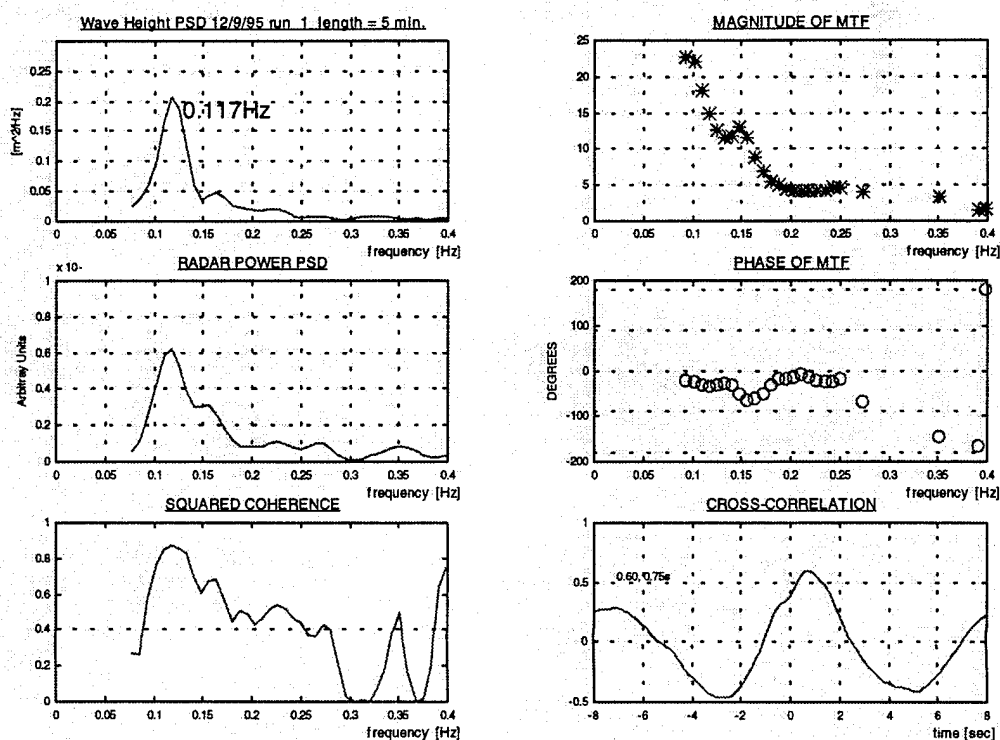 Wave Height PSD 12/9/95 run 1 length = 5 min.
[m^2/Hz]
0.25
0.2
0.15
0.1
0.05
0
0.117Hz
0 0.05 0.1 0.15 0.2 0.25 0.3 0.35 0.4
frequency [Hz]
MAGNITUDE OF MTF
25
20
15
10
5
0
0 0.05 0.1 0.15 0.2 0.25 0.3 0.35 0.4
frequency [Hz]
RADAR POWER PSD
x 10-
Arbitray Units
1
0.8
0.6
0.4
0.2
0
0 0.05 0.1 0.15 0.2 0.25 0.3 0.35 0.4
frequency [Hz]
PHASE OF MTF
DEGREES
200
100
0
-100
-200
0 0.05 0.1 0.15 0.2 0.25 0.3 0.35 0.4
frequency [Hz]
SQUARED COHERENCE
1
0.8
0.6
0.4
0.2
0
0 0.05 0.1 0.15 0.2 0.25 0.3 0.35 0.4
frequency [Hz]
CROSS-CORRELATION
1
0.5
0
-0.5
0.60, 0.75s
-8 -6 -4 -2 0 2 4 6 8
time [sec]